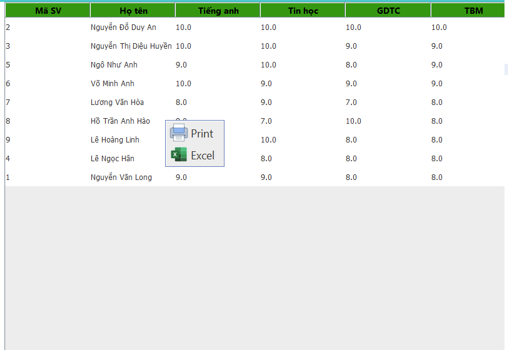 Mã SV Họ tên Tiếng anh Tin học GDTC TBM
2 Nguyễn Đỗ Duy An 10.0 10.0 10.0 10.0
3 Nguyễn Thị Diệu Huyền 10.0 10.0 9.0 9.0
5 Ngô Như Anh 9.0 10.0 8.0 9.0
6 Võ Minh Anh 10.0 9.0 9.0 9.0
7 Lương Văn Hòa 8.0 9.0 7.0 8.0
8 Hồ Trần Anh Hào 7.0 10.0 8.0
Print
9 Lê Hoàng Linh 10.0 8.0 8.0
Excel
4 Lê Ngọc Hân 8.0 8.0 8.0
1 Nguyễn Văn Long 9.0 9.0 8.0 8.0